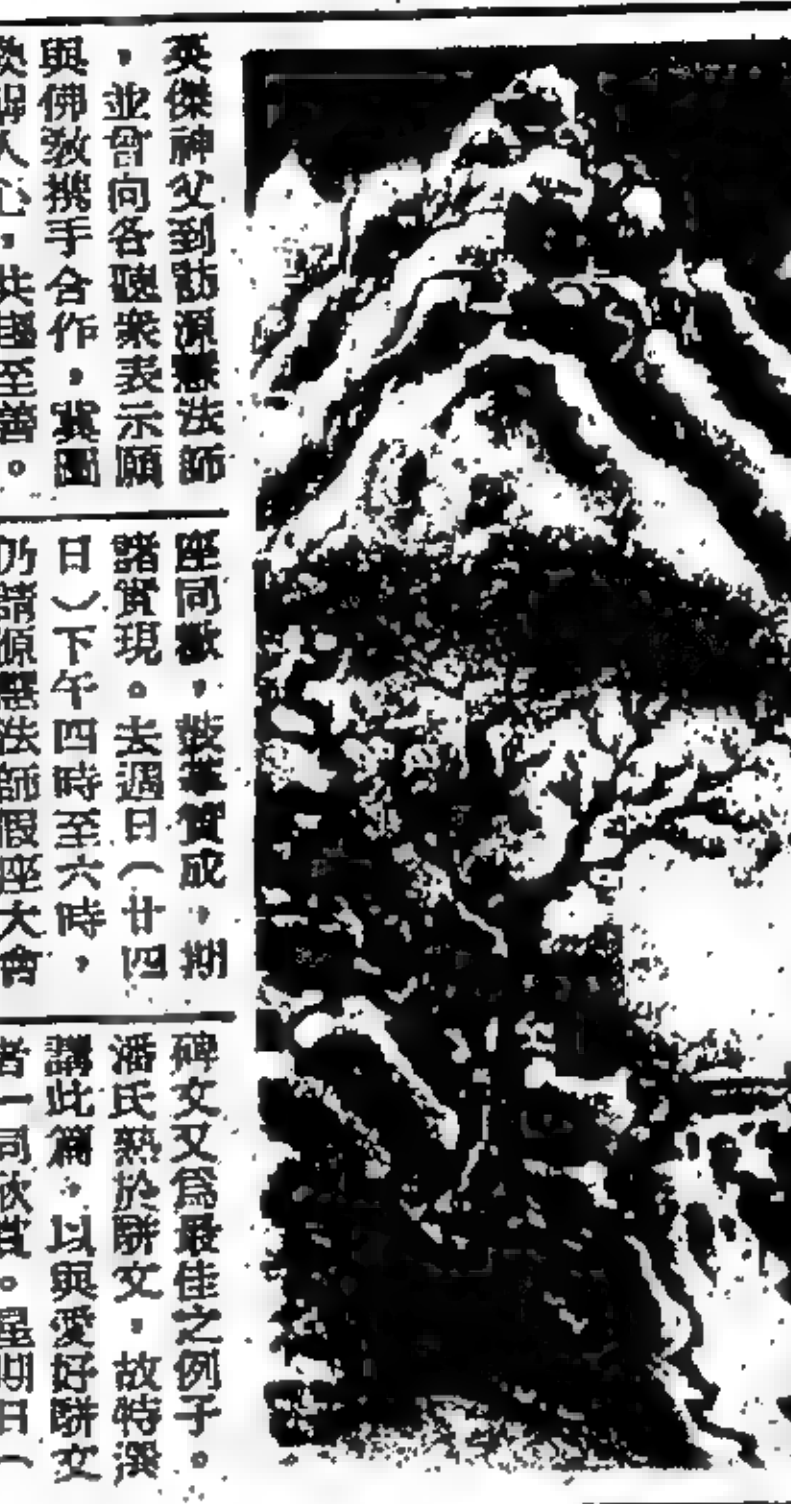 英傑神父到訪源慧法師
，並曾向各聽衆表示願
與佛教携手合作，冀圖
人心，共趨至善。
座同歡，鼓掌贊成，期
諸實現。去週日（廿四
日）下午四時至六時，
仍請源慧法師假座大會
碑文又爲最佳之例子。
潘氏熱於駢文，故特選
講此篇，以與愛好駢文
者一同欣賞。星期日（